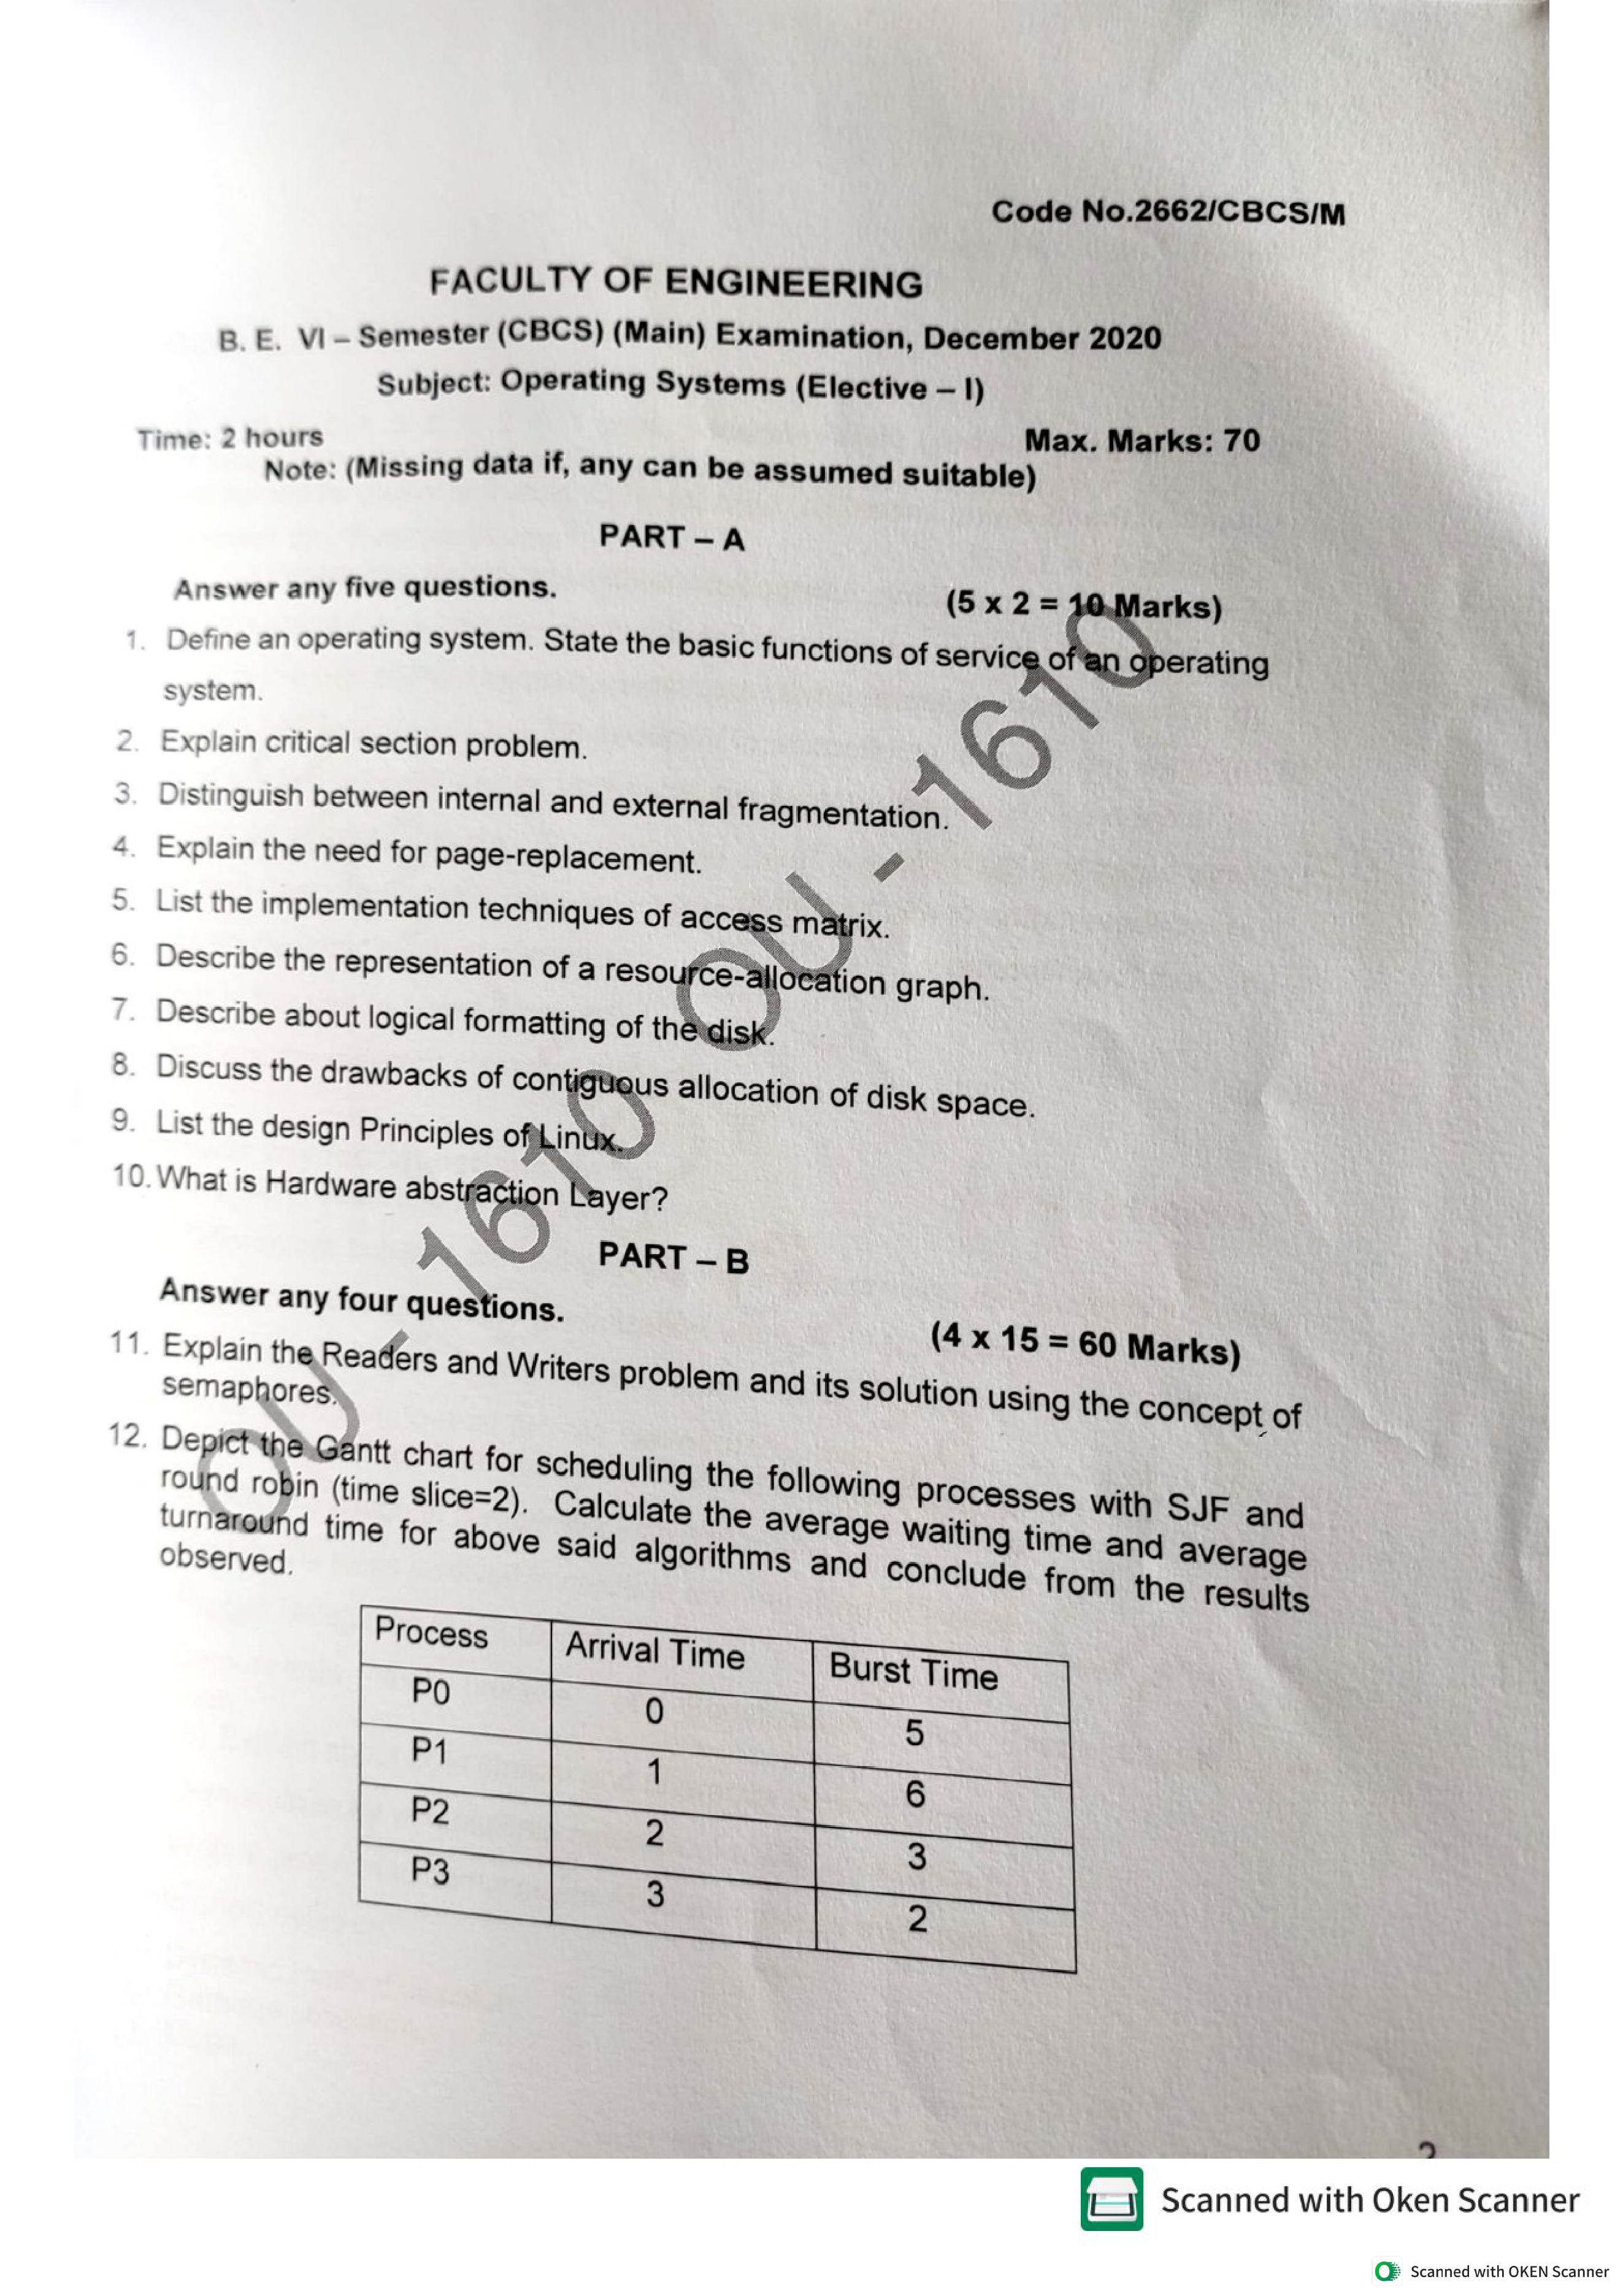 Code No.2662/CBCS/M
FACULTY OF ENGINEERING
B. E. VI – Semester (CBCS) (Main) Examination, December 2020
Subject: Operating Systems (Elective – I)
Time: 2 hours Max. Marks: 70
Note: (Missing data if, any can be assumed suitable)
PART – A
Answer any five questions. (5 x 2 = 10 Marks)
1. Define an operating system. State the basic functions of service of an operating
system.
2. Explain critical section problem.
3. Distinguish between internal and external fragmentation.
4. Explain the need for page-replacement.
5. List the implementation techniques of access matrix.
6. Describe the representation of a resource-allocation graph.
7. Describe about logical formatting of the disk.
8. Discuss the drawbacks of contiguous allocation of disk space.
9. List the design Principles of Linux.
10. What is Hardware abstraction Layer?
PART – B
Answer any four questions. (4 x 15 = 60 Marks)
11. Explain the Readers and Writers problem and its solution using the concept of
semaphores.
12. Depict the Gantt chart for scheduling the following processes with SJF and
round robin (time slice=2). Calculate the average waiting time and average
turnaround time for above said algorithms and conclude from the results
observed.
Process Arrival Time Burst Time
P0 0 5
P1 1 6
P2 2 3
P3 3 2
OU - 1610 OU - 1610
Scanned with Oken Scanner
Scanned with OKEN Scanner